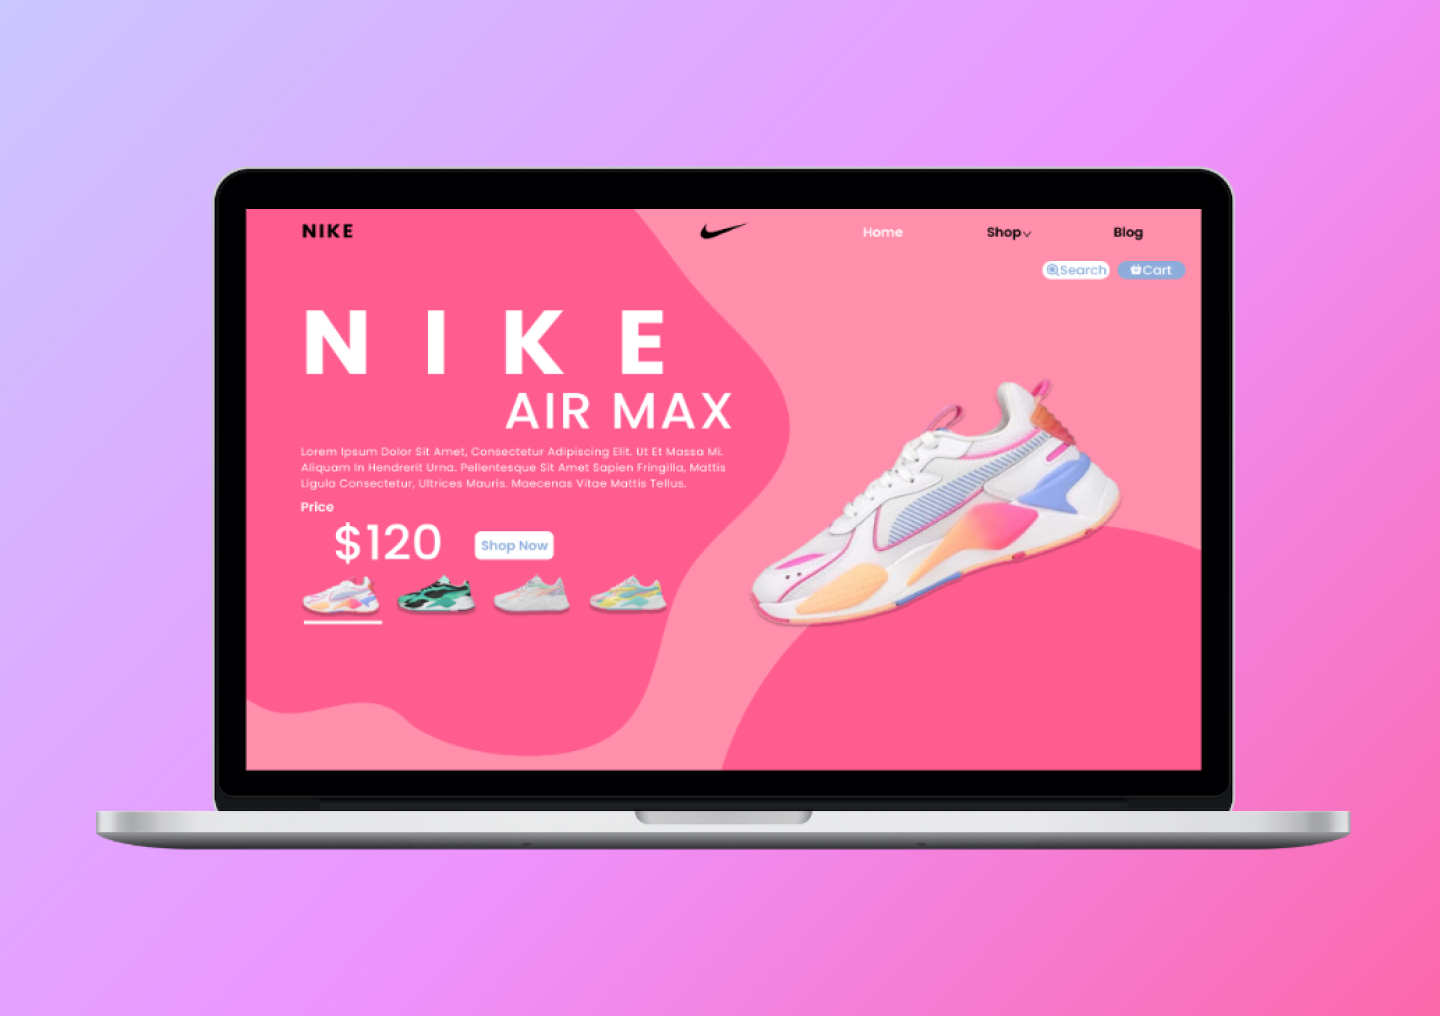 NIKE
Home
Shop
Blog
Search
Cart
NIKE
AIR MAX
Lorem Ipsum Dolor Sit Amet, Consectetur Adipiscing Elit. Ut Et Massa Mi.
Aliquam In Hendrerit Urna. Pellentesque Sit Amet Sapien Fringilla, Mattis
Ligula Consectetur, Ultrices Mauris. Maecenas Vitae Mattis Tellus.
Price
$120
Shop Now